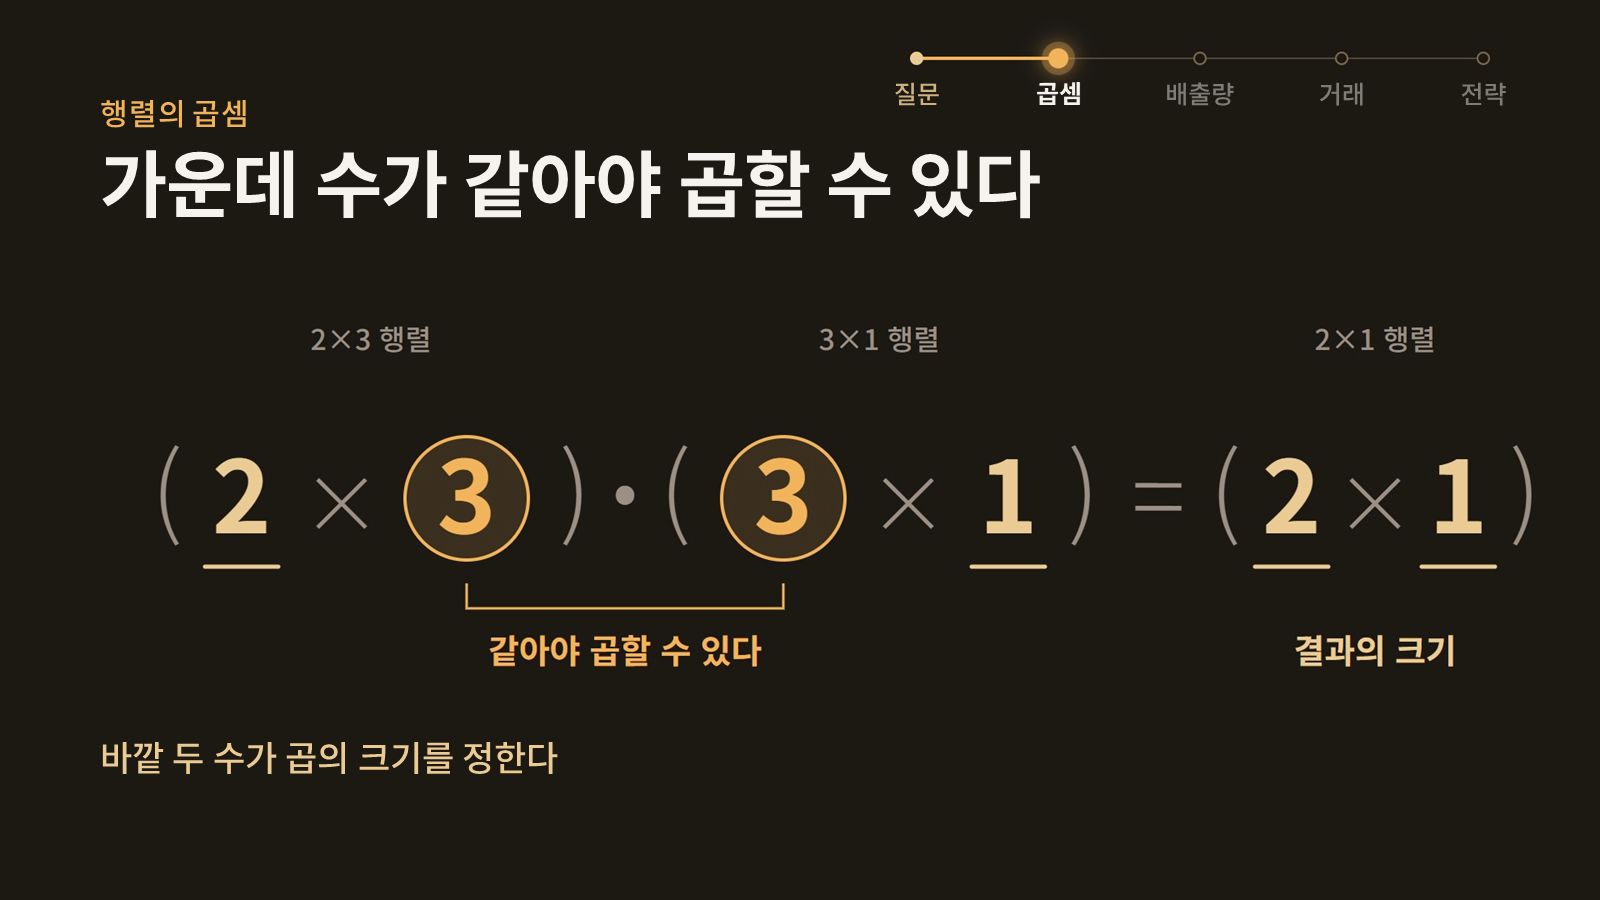 질문 곱셈 배출량 거래 전략
행렬의 곱셈
가운데 수가 같아야 곱할 수 있다
2×3 행렬 3×1 행렬 2×1 행렬
( 2 × 3 ) · ( 3 × 1 ) = ( 2 × 1 )
같아야 곱할 수 있다 결과의 크기
바깥 두 수가 곱의 크기를 정한다